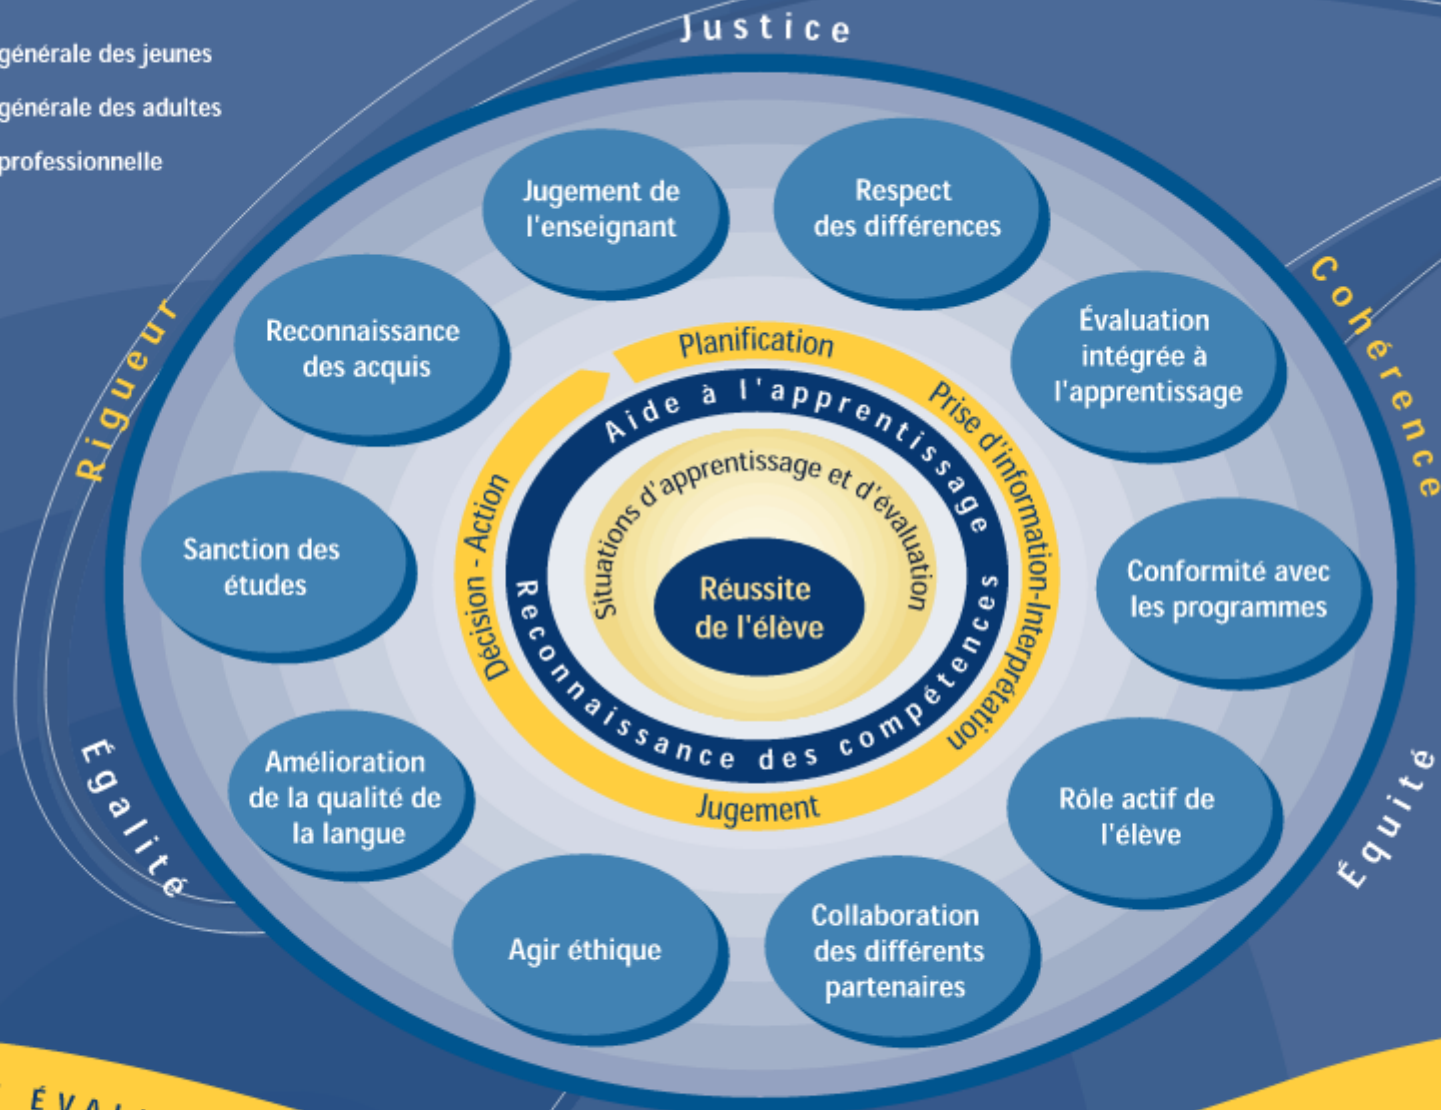 Justice
générale des jeunes
générale des adultes
professionnelle
Jugement de
l'enseignant
Respect
des différences
Cohérence
Rigueur
Reconnaissance
des acquis
Évaluation
intégrée à
l'apprentissage
Planification
Prise d'information-Interprétation
Jugement
Décision - Action
Aide à l'apprentissage
Reconnaissance des compétences
Situations d'apprentissage et d'évaluation
Réussite
de l'élève
Sanction des
études
Conformité avec
les programmes
Égalité
Équité
Amélioration
de la qualité de
la langue
Rôle actif de
l'élève
Agir éthique
Collaboration
des différents
partenaires